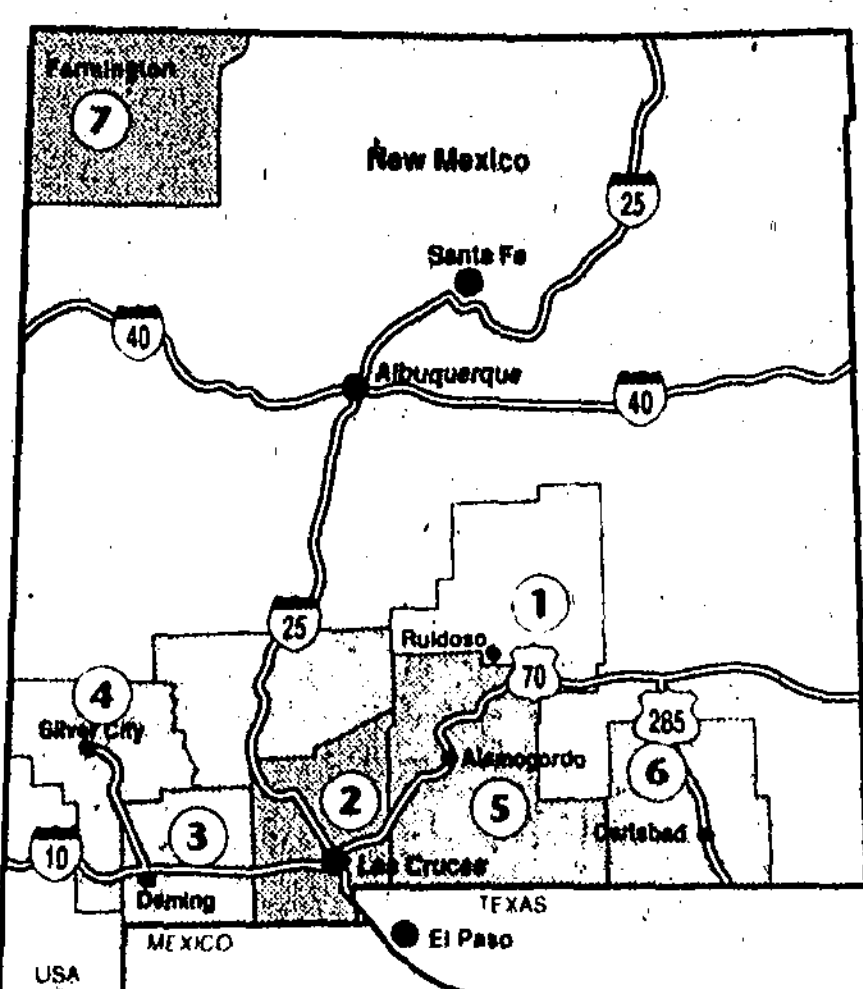 Farmington
7
New Mexico
25
Santa Fe
40
Albuquerque
40
1
25
Ruidoso
70
4
285
Silver City
Alamogordo
6
2
5
3
Carlsbad
10
Las Cruces
Deming
TEXAS
MEXICO
El Paso
USA